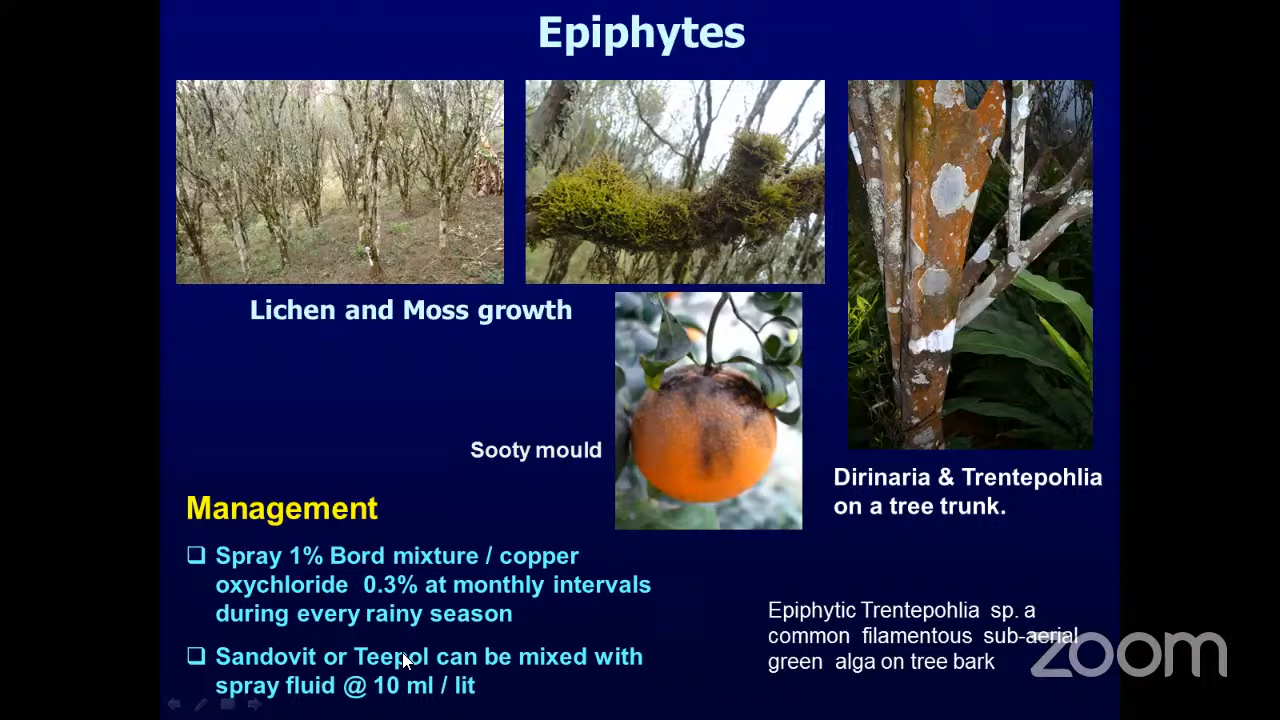 Epiphytes
Lichen and Moss growth
Sooty mould
Dirinaria & Trentepohlia
on a tree trunk.
Management
Spray 1% Bord mixture / copper
oxychloride 0.3% at monthly intervals
during every rainy season
Sandovit or Teepol can be mixed with
spray fluid @ 10 ml / lit
Epiphytic Trentepohlia sp. a
common filamentous sub-aerial
green alga on tree bark
zoom